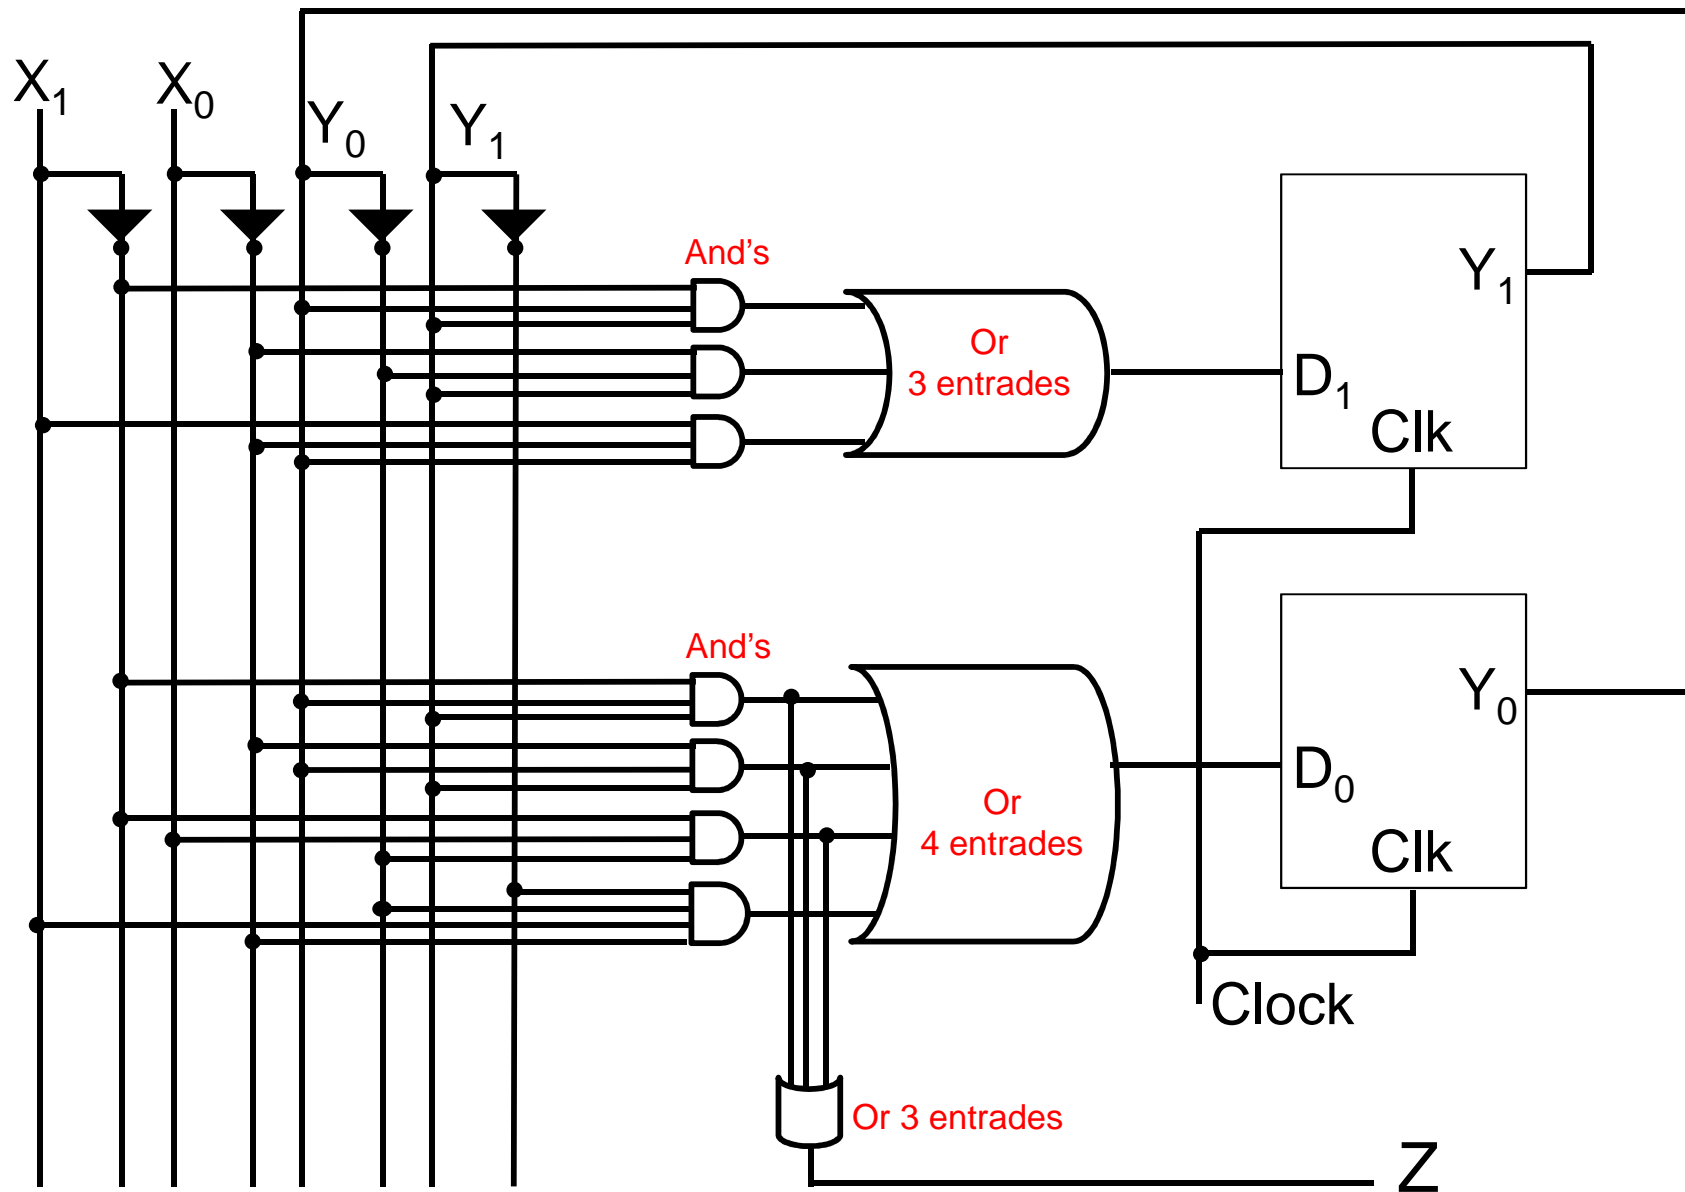 X1
X0
Y0
Y1
And's
Or
3 entrades
Y1
D1
Clk
And's
Or
4 entrades
Y0
D0
Clk
Clock
Or 3 entrades
Z